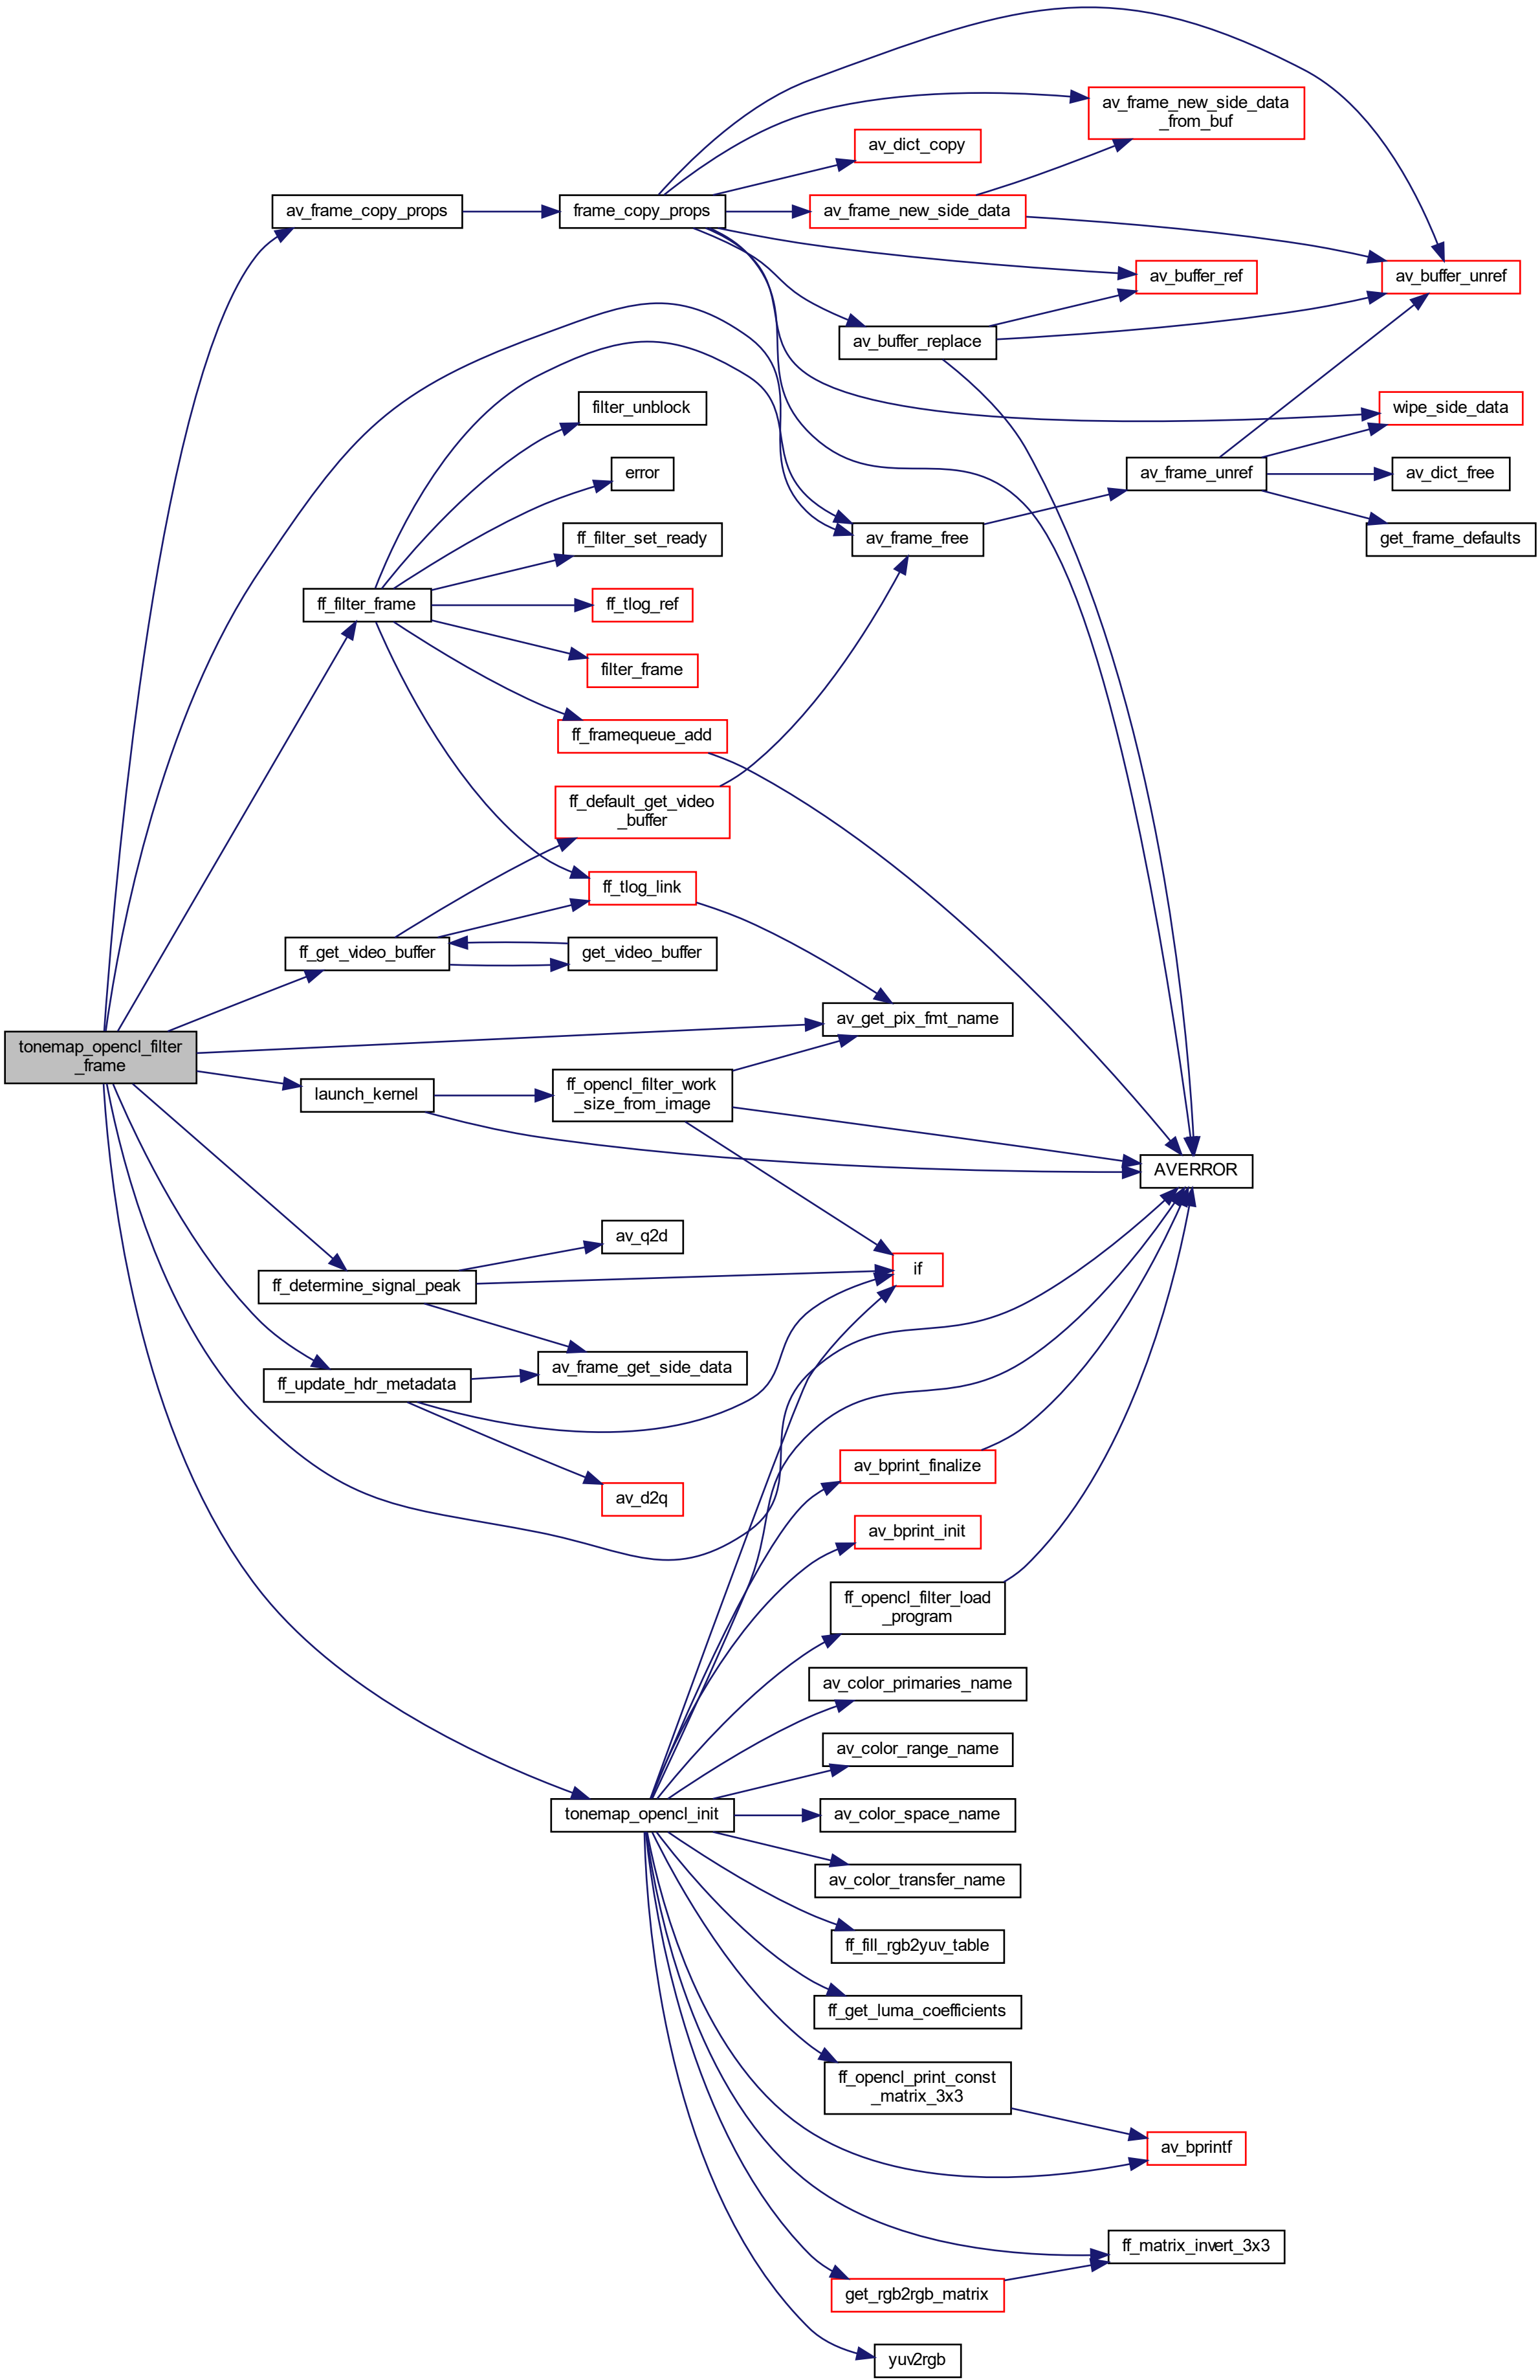 av_frame_new_side_data
_from_buf
av_dict_copy
av_frame_copy_props
frame_copy_props
av_frame_new_side_data
av_buffer_ref
av_buffer_unref
av_buffer_replace
filter_unblock
wipe_side_data
error
av_frame_unref
av_dict_free
ff_filter_set_ready
av_frame_free
get_frame_defaults
ff_filter_frame
ff_tlog_ref
filter_frame
ff_framequeue_add
ff_default_get_video
_buffer
ff_tlog_link
ff_get_video_buffer
get_video_buffer
av_get_pix_fmt_name
tonemap_opencl_filter
_frame
launch_kernel
ff_opencl_filter_work
_size_from_image
AVERROR
av_q2d
if
ff_determine_signal_peak
av_frame_get_side_data
ff_update_hdr_metadata
av_bprint_finalize
av_d2q
av_bprint_init
ff_opencl_filter_load
_program
av_color_primaries_name
av_color_range_name
tonemap_opencl_init
av_color_space_name
av_color_transfer_name
ff_fill_rgb2yuv_table
ff_get_luma_coefficients
ff_opencl_print_const
_matrix_3x3
av_bprintf
ff_matrix_invert_3x3
get_rgb2rgb_matrix
yuv2rgb